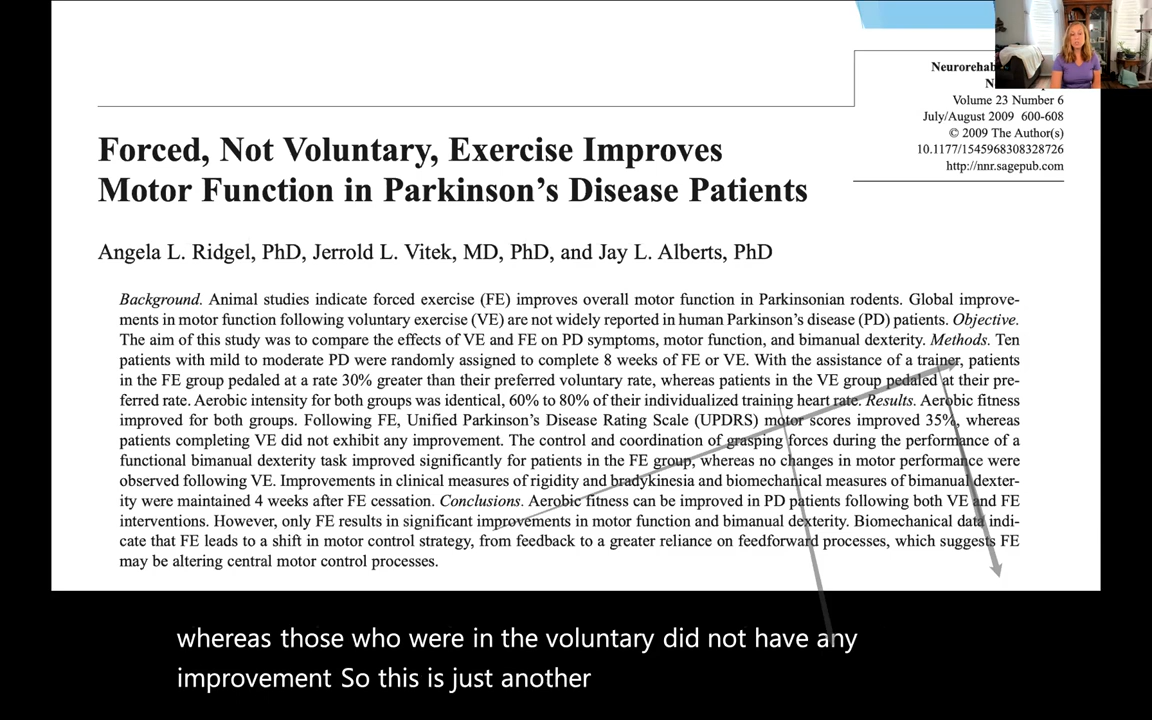 Neurorehab
Volume 23 Number 6
July/August 2009 600-608
© 2009 The Author(s)
10.1177/1545968308328726
http://nnr.sagepub.com
Forced, Not Voluntary, Exercise Improves
Motor Function in Parkinson's Disease Patients
Angela L. Ridgel, PhD, Jerrold L. Vitek, MD, PhD, and Jay L. Alberts, PhD
Background. Animal studies indicate forced exercise (FE) improves overall motor function in Parkinsonian rodents. Global improve-
ments in motor function following voluntary exercise (VE) are not widely reported in human Parkinson's disease (PD) patients. Objective.
The aim of this study was to compare the effects of VE and FE on PD symptoms, motor function, and bimanual dexterity. Methods. Ten
patients with mild to moderate PD were randomly assigned to complete 8 weeks of FE or VE. With the assistance of a trainer, patients
in the FE group pedaled at a rate 30% greater than their preferred voluntary rate, whereas patients in the VE group pedaled at their pre-
ferred rate. Aerobic intensity for both groups was identical, 60% to 80% of their individualized training heart rate. Results. Aerobic fitness
improved for both groups. Following FE, Unified Parkinson's Disease Rating Scale (UPDRS) motor scores improved 35%, whereas
patients completing VE did not exhibit any improvement. The control and coordination of grasping forces during the performance of a
functional bimanual dexterity task improved significantly for patients in the FE group, whereas no changes in motor performance were
observed following VE. Improvements in clinical measures of rigidity and bradykinesia and biomechanical measures of bimanual dexter-
ity were maintained 4 weeks after FE cessation. Conclusions. Aerobic fitness can be improved in PD patients following both VE and FE
interventions. However, only FE results in significant improvements in motor function and bimanual dexterity. Biomechanical data indi-
cate that FE leads to a shift in motor control strategy, from feedback to a greater reliance on feedforward processes, which suggests FE
may be altering central motor control processes.
whereas those who were in the voluntary did not have any
improvement So this is just another